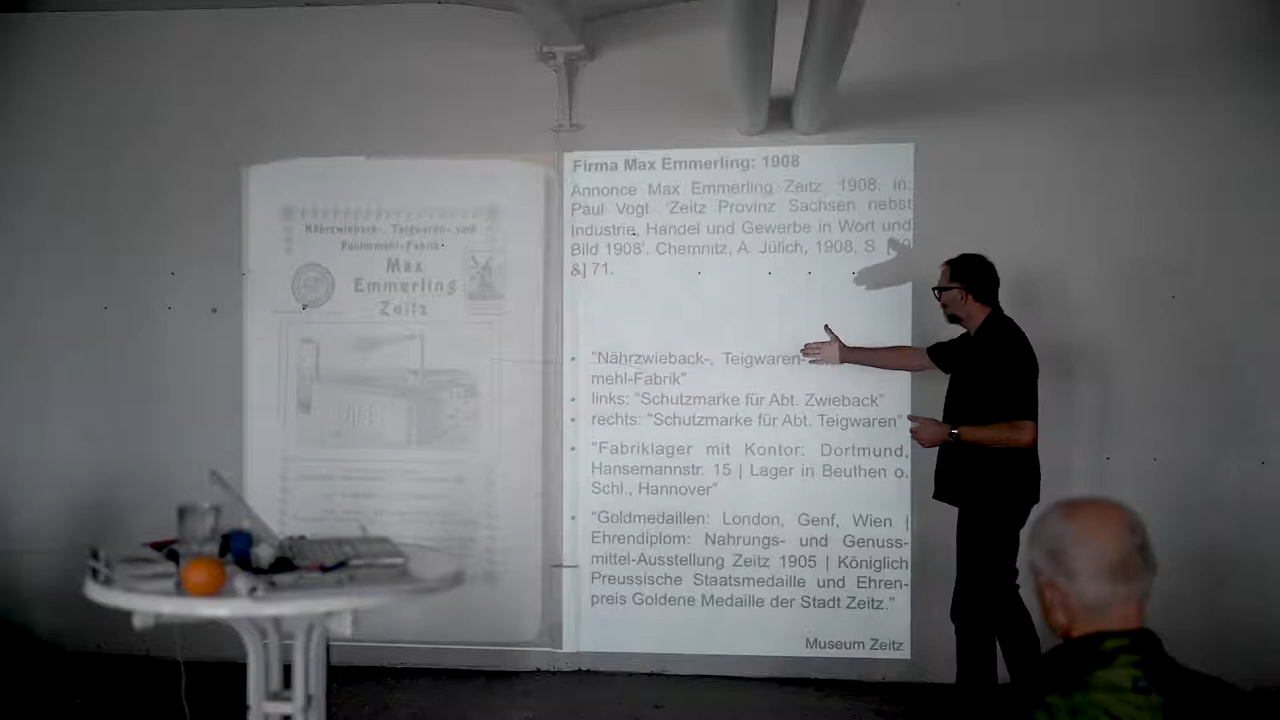 Nährzwieback-, Teigwaren- und
Paniermehl-Fabrik
Max
Emmerling
Zeitz
Firma Max Emmerling: 1908
Annonce Max Emmerling Zeitz 1908. in:
Paul Vogt 'Zeitz Provinz Sachsen nebst
Industrie, Handel und Gewerbe in Wort und
Bild 1908'. Chemnitz, A. Jülich, 1908, S
&] 71.
• "Nährzwieback-, Teigwaren-
mehl-Fabrik"
• links: "Schutzmarke für Abt. Zwieback"
• rechts: "Schutzmarke für Abt. Teigwaren"
• "Fabriklager mit Kontor: Dortmund,
Hansemannstr. 15 | Lager in Beuthen o.
Schl., Hannover"
• "Goldmedaillen: London, Genf, Wien |
Ehrendiplom: Nahrungs- und Genuss-
mittel-Ausstellung Zeitz 1905 | Königlich
Preussische Staatsmedaille und Ehren-
preis Goldene Medaille der Stadt Zeitz."
Museum Zeitz